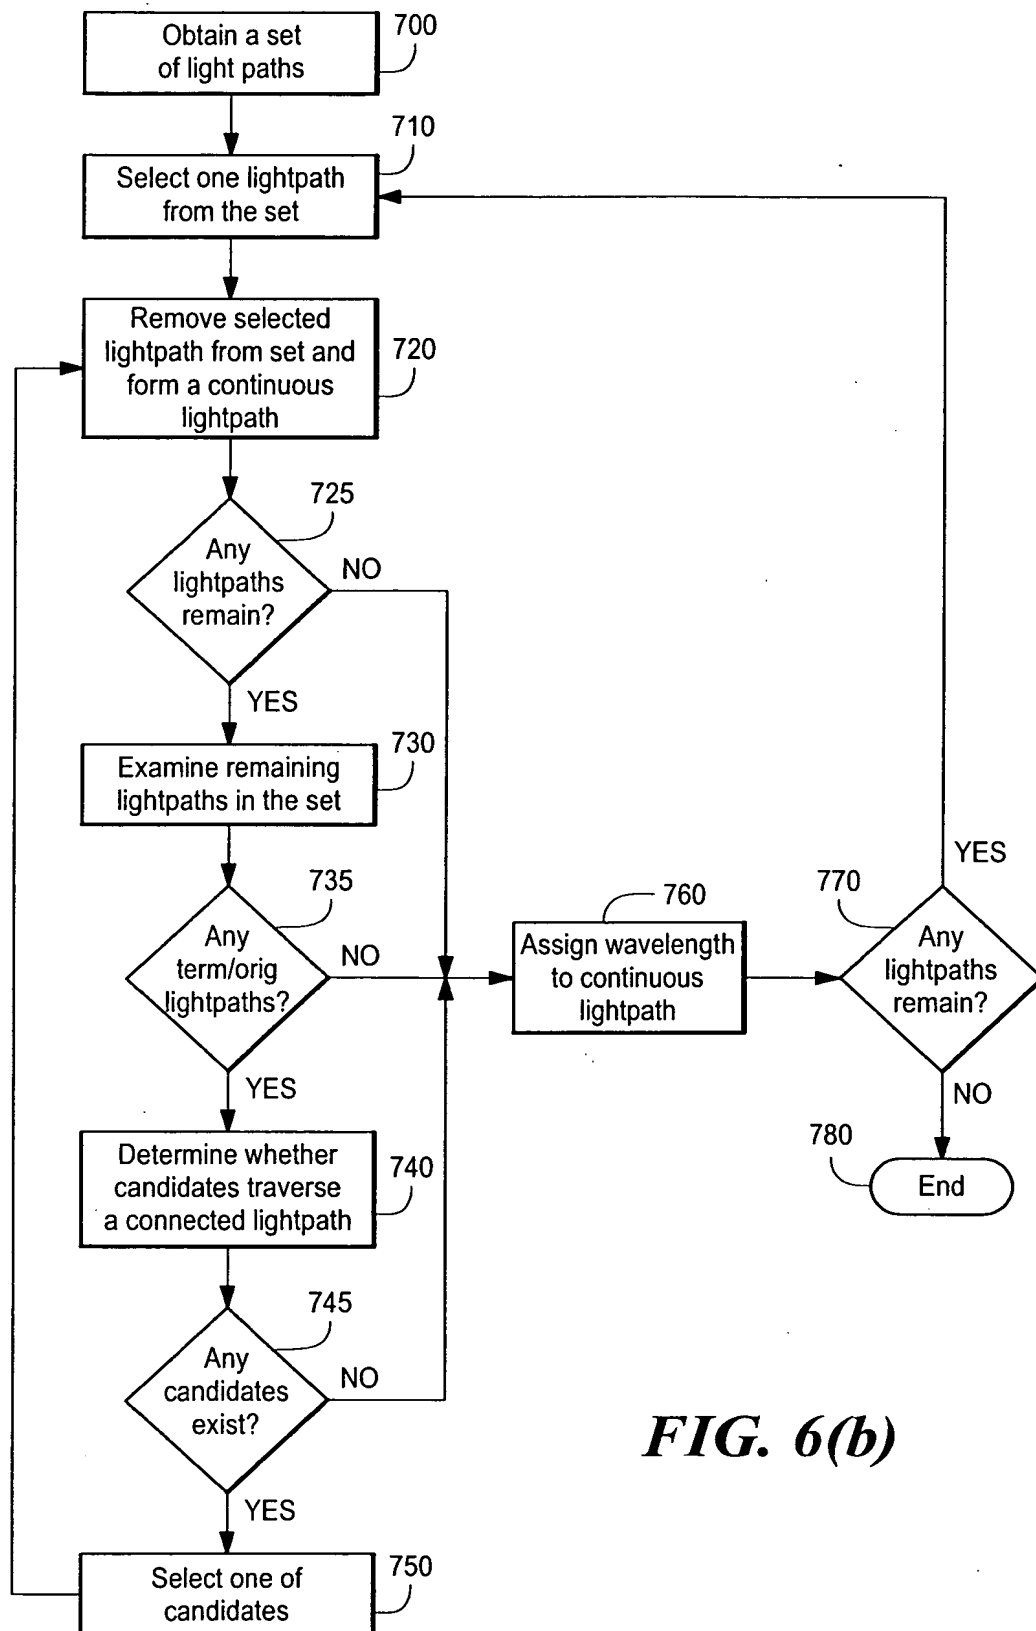 Obtain a set
of light paths
700
710
Select one lightpath
from the set
Remove selected
lightpath from set and
form a continuous
lightpath
720
725
Any
lightpaths
remain?
NO
YES
730
Examine remaining
lightpaths in the set
735
Any
term/orig
lightpaths?
NO
YES
760
Assign wavelength
to continuous
lightpath
770
YES
Any
lightpaths
remain?
NO
780
End
Determine whether
candidates traverse
a connected lightpath
740
745
Any
candidates
exist?
NO
YES
Select one of
candidates
750
FIG. 6(b)